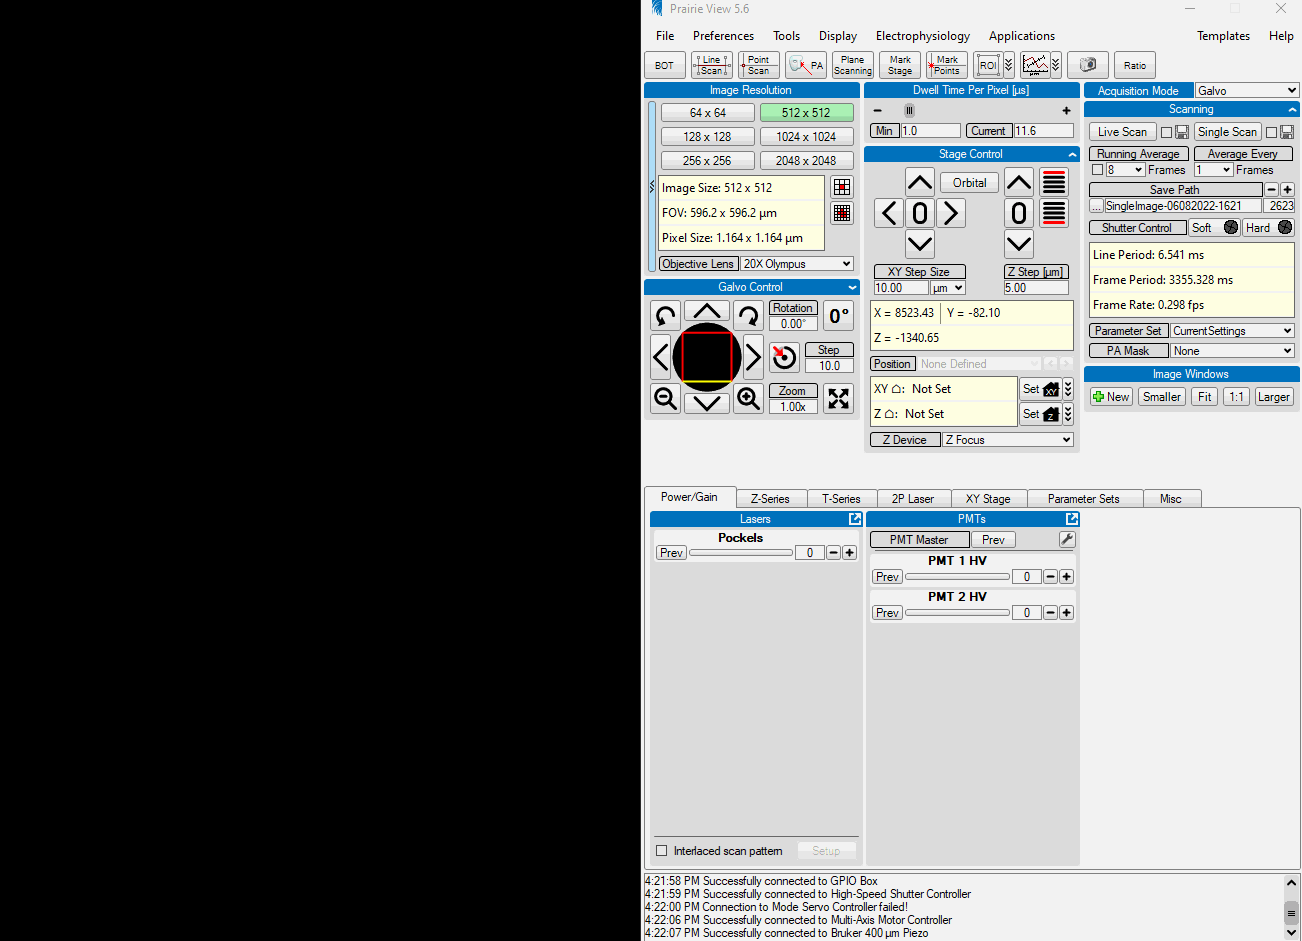 Prairie View 5.6
File Preferences Tools Display Electrophysiology Applications Templates Help
BOT Line Scan Point Scan PA Plane Scanning Mark Stage Mark Points ROI Ratio
Image Resolution
64 x 64 512 x 512
128 x 128 1024 x 1024
256 x 256 2048 x 2048
Image Size: 512 x 512
FOV: 596.2 x 596.2 µm
Pixel Size: 1.164 x 1.164 µm
Objective Lens 20X Olympus
Galvo Control
Rotation
0.00°
0°
Step
10.0
Zoom
1.00x
Dwell Time Per Pixel [µs]
Min 1.0 Current 11.6
Stage Control
Orbital
0 0
XY Step Size Z Step [µm]
10.00 µm 5.00
X = 8523.43 Y = -82.10
Z = -1340.65
Position None Defined
XY : Not Set Set XY
Z : Not Set Set Z
Z Device Z Focus
Acquisition Mode Galvo
Scanning
Live Scan Single Scan
Running Average Average Every
8 Frames 1 Frames
Save Path
... SingleImage-06082022-1621 2623
Shutter Control Soft Hard
Line Period: 6.541 ms
Frame Period: 3355.328 ms
Frame Rate: 0.298 fps
Parameter Set CurrentSettings
PA Mask None
Image Windows
New Smaller Fit 1:1 Larger
Power/Gain Z-Series T-Series 2P Laser XY Stage Parameter Sets Misc
Lasers
Pockels
Prev 0
Interlaced scan pattern Setup
PMTs
PMT Master Prev
PMT 1 HV
Prev 0
PMT 2 HV
Prev 0
4:21:58 PM Successfully connected to GPIO Box
4:21:59 PM Successfully connected to High-Speed Shutter Controller
4:22:00 PM Connection to Mode Servo Controller failed!
4:22:06 PM Successfully connected to Multi-Axis Motor Controller
4:22:07 PM Successfully connected to Bruker 400 µm Piezo